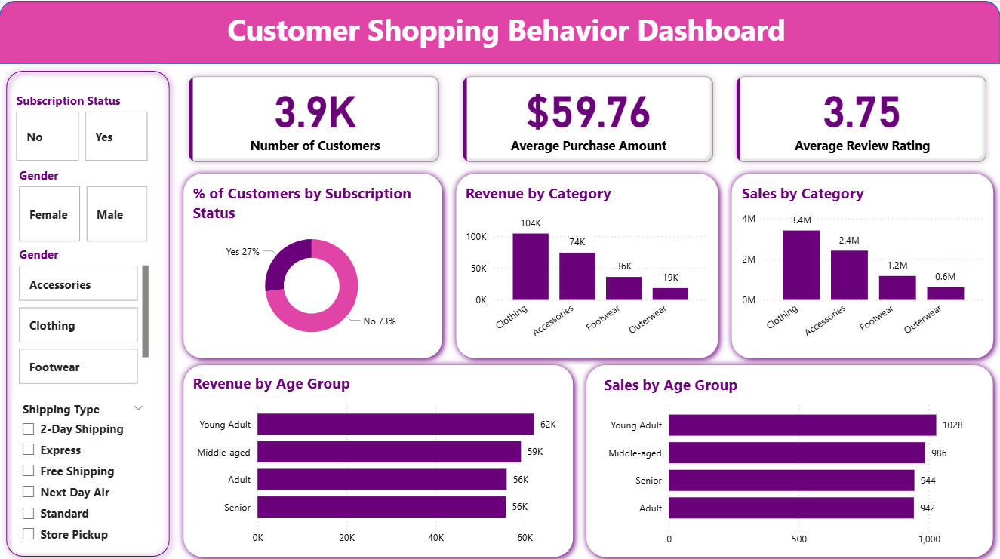 Customer Shopping Behavior Dashboard
Subscription Status
No
Yes
Gender
Female
Male
Gender
Accessories
Clothing
Footwear
Shipping Type
2-Day Shipping
Express
Free Shipping
Next Day Air
Standard
Store Pickup
3.9K
Number of Customers
$59.76
Average Purchase Amount
3.75
Average Review Rating
% of Customers by Subscription
Status
Yes 27%
No 73%
Revenue by Category
100K
50K
0K
104K
74K
36K
19K
Clothing
Accessories
Footwear
Outerwear
Sales by Category
4M
2M
0M
3.4M
2.4M
1.2M
0.6M
Clothing
Accessories
Footwear
Outerwear
Revenue by Age Group
Young Adult 62K
Middle-aged 59K
Adult 56K
Senior 56K
0K 20K 40K 60K
Sales by Age Group
Young Adult 1028
Middle-aged 986
Senior 944
Adult 942
0 500 1,000